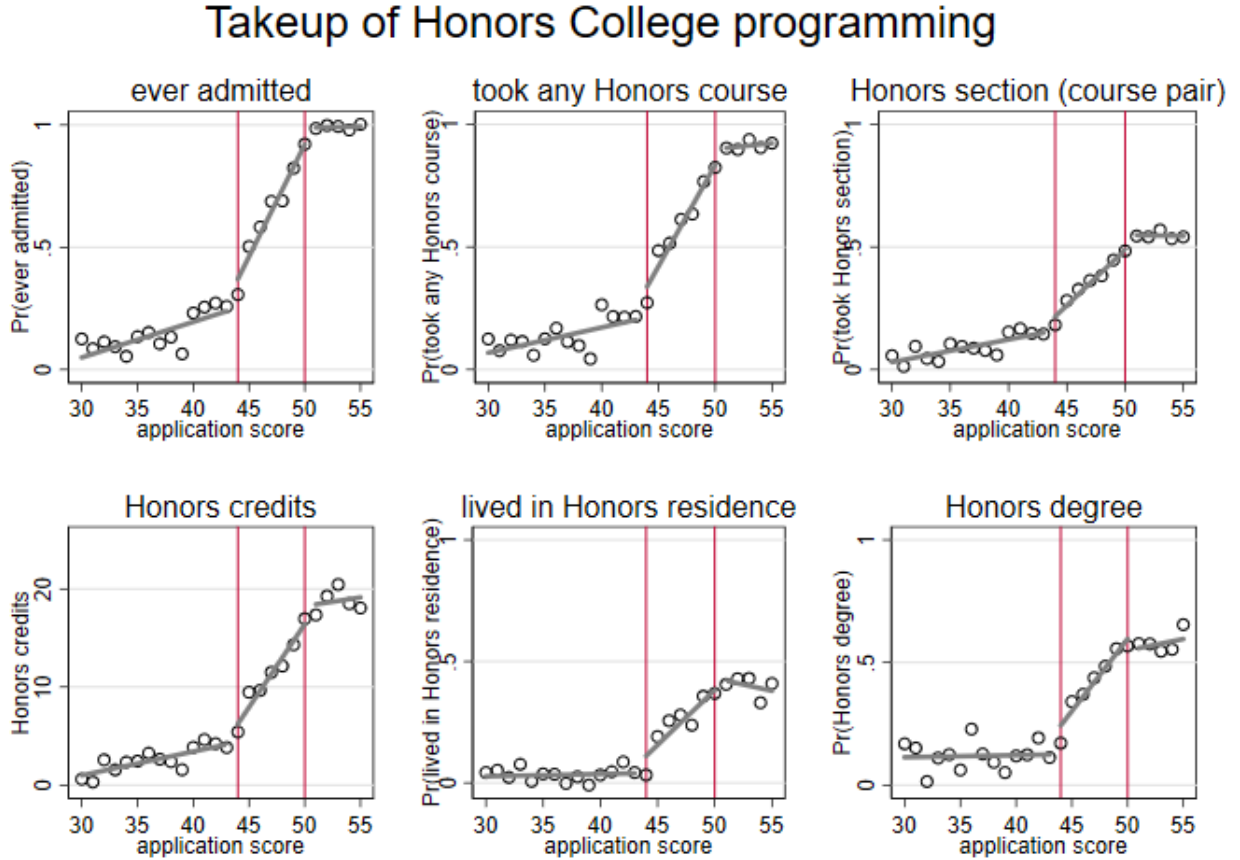 Takeup of Honors College programming
ever admitted
Pr(ever admitted)
1
.5
0
30 35 40 45 50 55
application score
took any Honors course
Pr(took any Honors course)
1
.5
0
30 35 40 45 50 55
application score
Honors section (course pair)
Pr(took Honors section)
1
.5
0
30 35 40 45 50 55
application score
Honors credits
Honors credits
20
10
0
30 35 40 45 50 55
application score
lived in Honors residence
Pr(lived in Honors residence)
1
.5
0
30 35 40 45 50 55
application score
Honors degree
Pr(Honors degree)
1
.5
0
30 35 40 45 50 55
application score